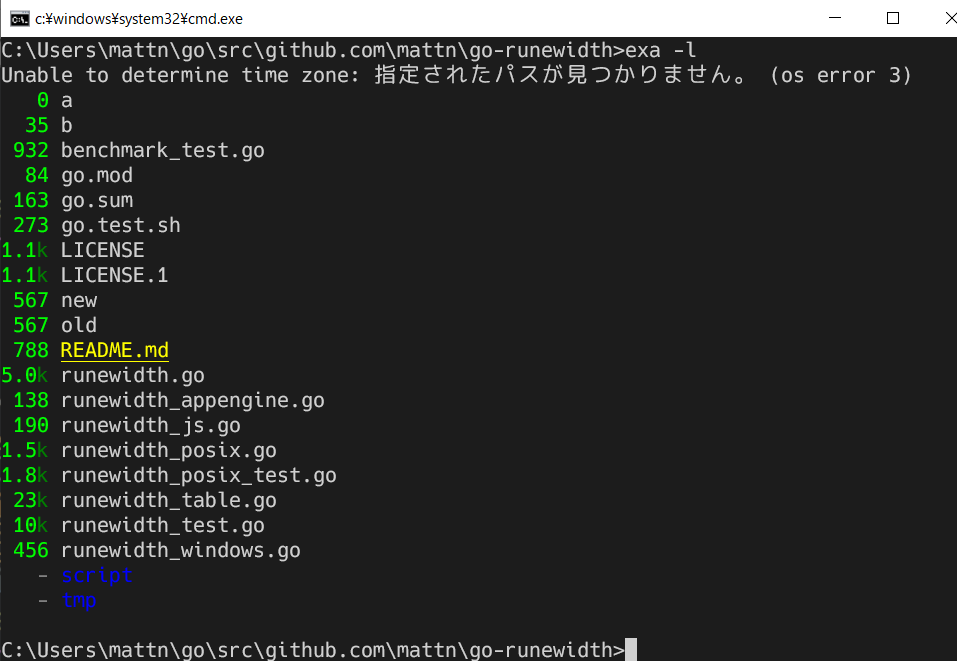 c:¥windows¥system32¥cmd.exe
C:\Users\mattn\go\src\github.com\mattn\go-runewidth>exa -l
Unable to determine time zone: 指定されたパスが見つかりません。 (os error 3)
0 a
35 b
932 benchmark_test.go
84 go.mod
163 go.sum
273 go.test.sh
1.1k LICENSE
1.1k LICENSE.1
567 new
567 old
788 README.md
5.0k runewidth.go
138 runewidth_appengine.go
190 runewidth_js.go
1.5k runewidth_posix.go
1.8k runewidth_posix_test.go
23k runewidth_table.go
10k runewidth_test.go
456 runewidth_windows.go
- script
- tmp
C:\Users\mattn\go\src\github.com\mattn\go-runewidth>